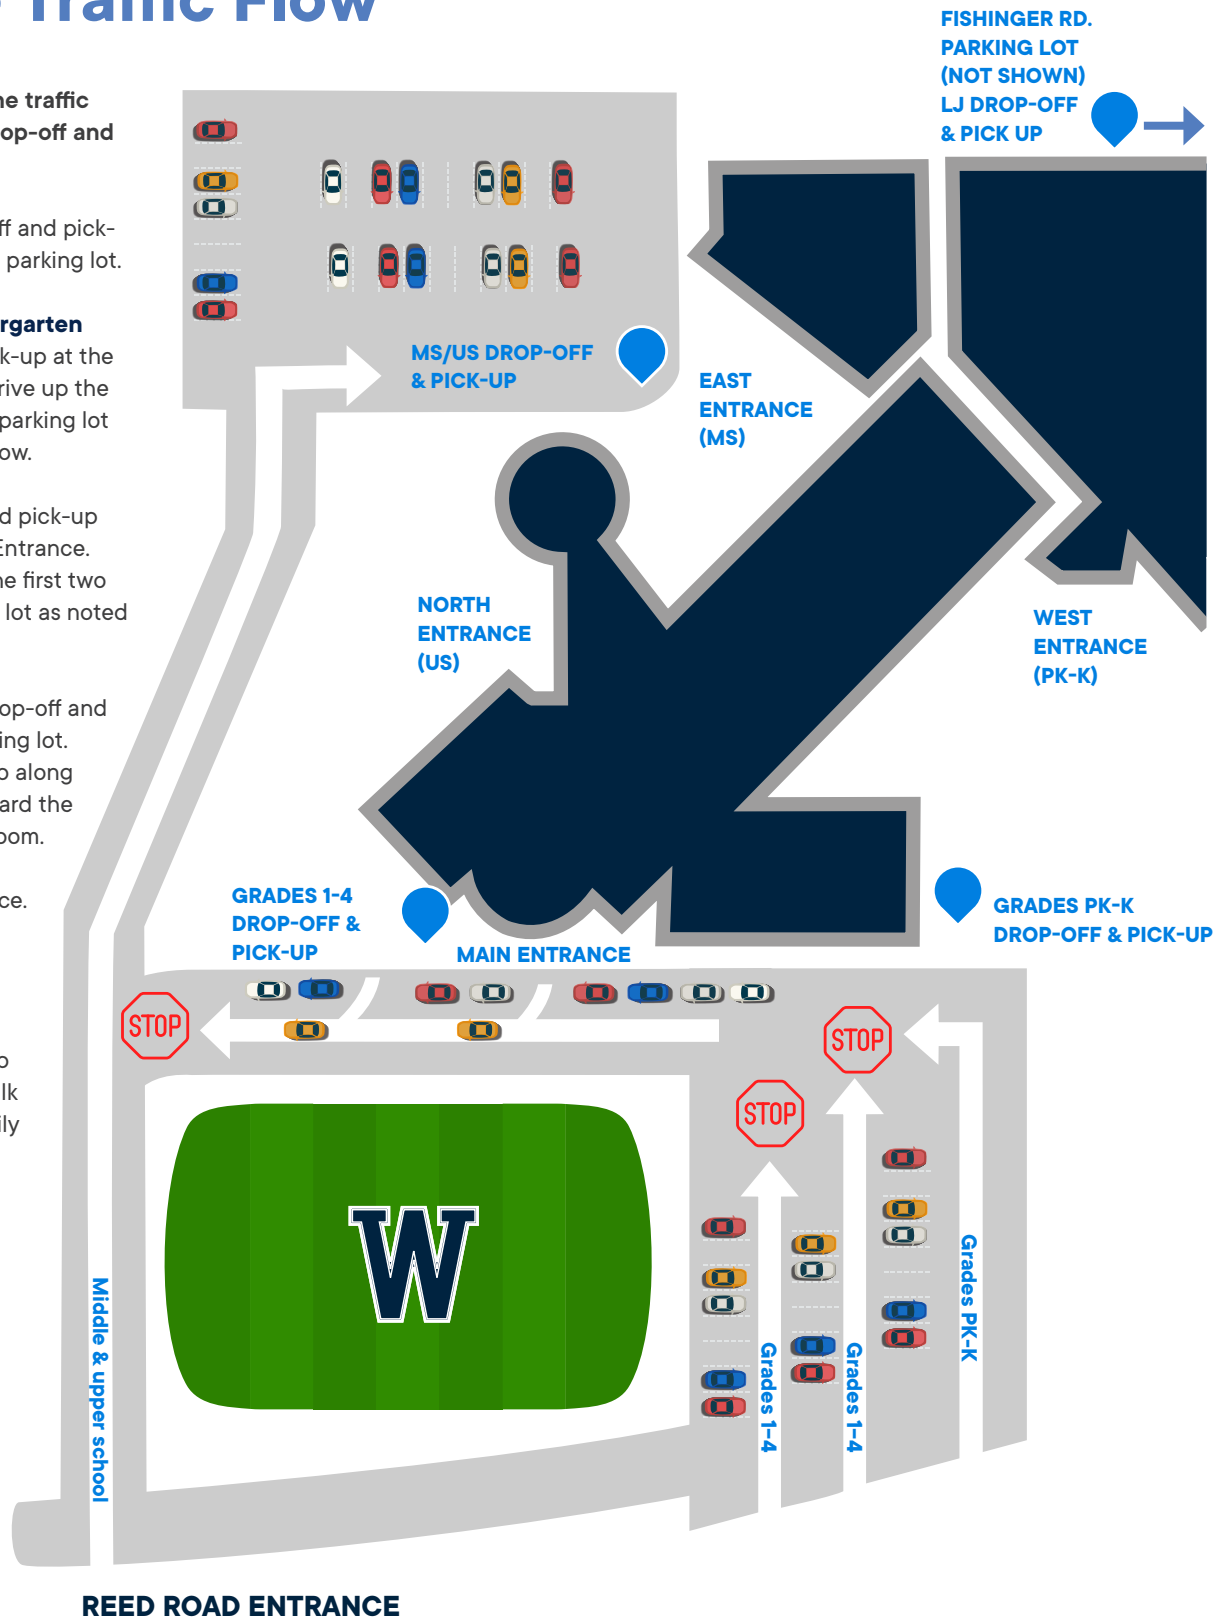 Traffic Flow
ne traffic
op-off and
ff and pick-
parking lot.
rgarten
k-up at the
rive up the
parking lot
ow.
d pick-up
Entrance.
ne first two
lot as noted
op-off and
ing lot.
o along
ard the
oom.
ce.
o
lk
ily
FISHINGER RD.
PARKING LOT
(NOT SHOWN)
LJ DROP-OFF
& PICK UP
MS/US DROP-OFF
& PICK-UP
EAST
ENTRANCE
(MS)
NORTH
ENTRANCE
(US)
WEST
ENTRANCE
(PK-K)
GRADES 1-4
DROP-OFF &
PICK-UP
MAIN ENTRANCE
GRADES PK-K
DROP-OFF & PICK-UP
STOP
STOP
STOP
W
Middle & upper school
Grades 1-4
Grades 1-4
Grades PK-K
REED ROAD ENTRANCE